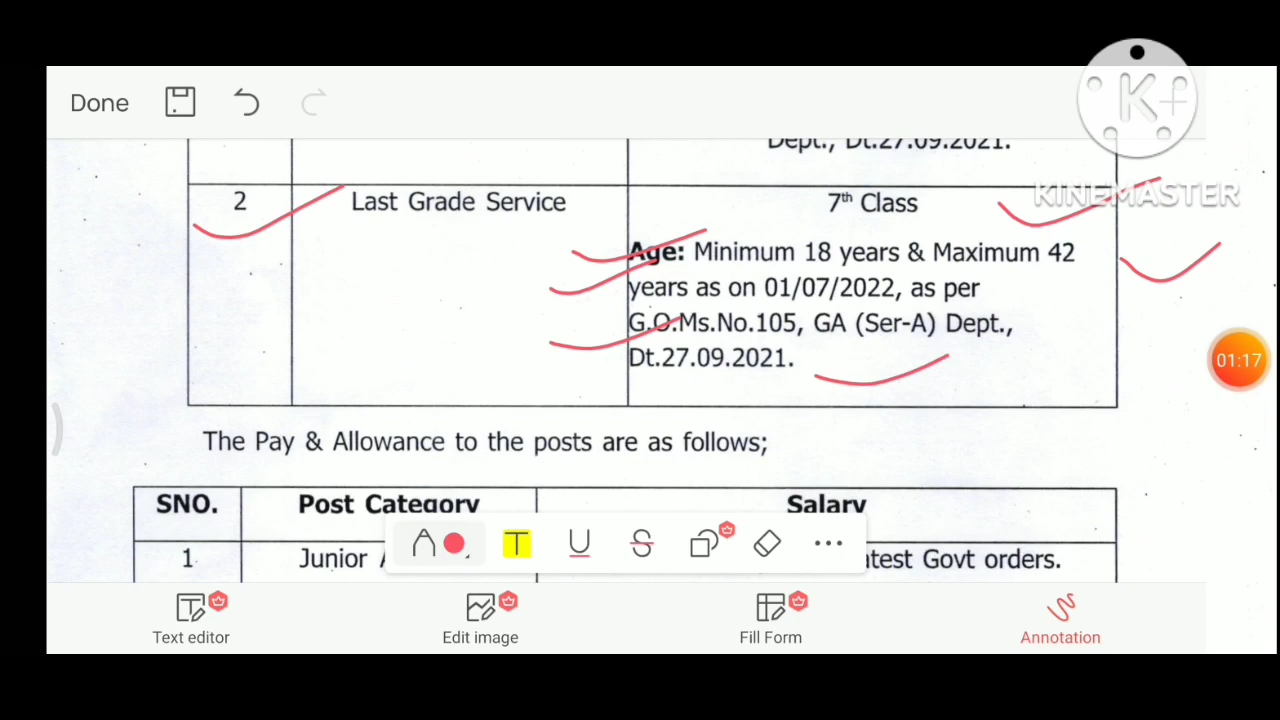 Done
K+
KINEMASTER
Dept., Dt.27.09.2021.
2 Last Grade Service 7th Class
Age: Minimum 18 years & Maximum 42
years as on 01/07/2022, as per
G.O.Ms.No.105, GA (Ser-A) Dept.,
Dt.27.09.2021.
01:17
The Pay & Allowance to the posts are as follows;
SNO. Post Category Salary
1 Junior atest Govt orders.
T U S
Text editor Edit image Fill Form Annotation